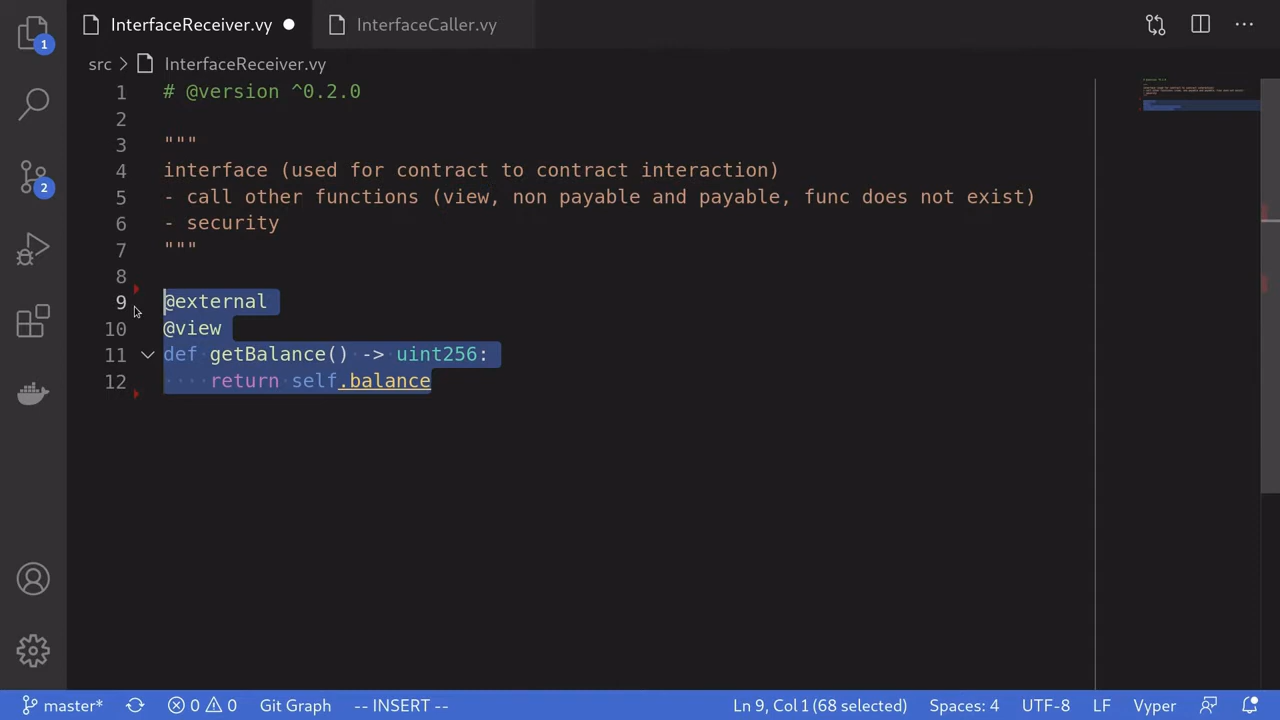 InterfaceReceiver.vy
InterfaceCaller.vy
1
src > InterfaceReceiver.vy
1 # @version ^0.2.0
2
3 """
4 interface (used for contract to contract interaction)
5 - call other functions (view, non payable and payable, func does not exist)
6 - security
7 """
8
9 @external
10 @view
11 def getBalance() -> uint256:
12 return self.balance
2
master* 0 0 Git Graph -- INSERT -- Ln 9, Col 1 (68 selected) Spaces: 4 UTF-8 LF Vyper